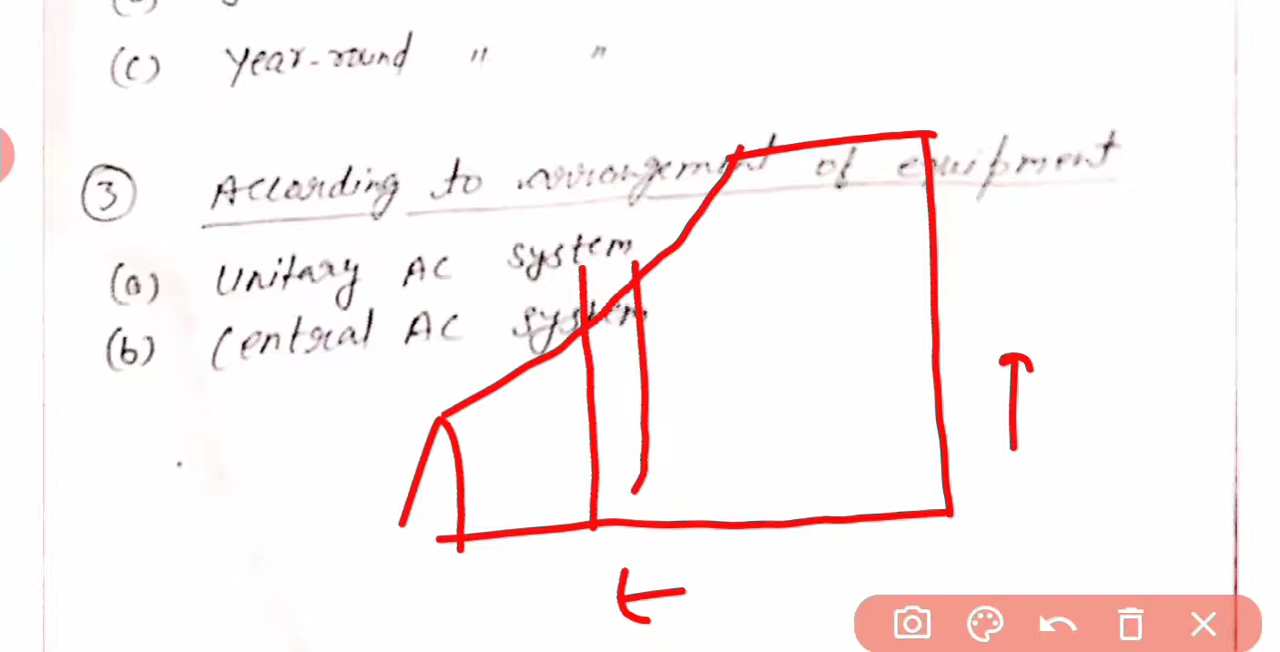 (c) Year-round " "
③ According to arrangement of equipment
(a) Unitary AC system
(b) Central AC system